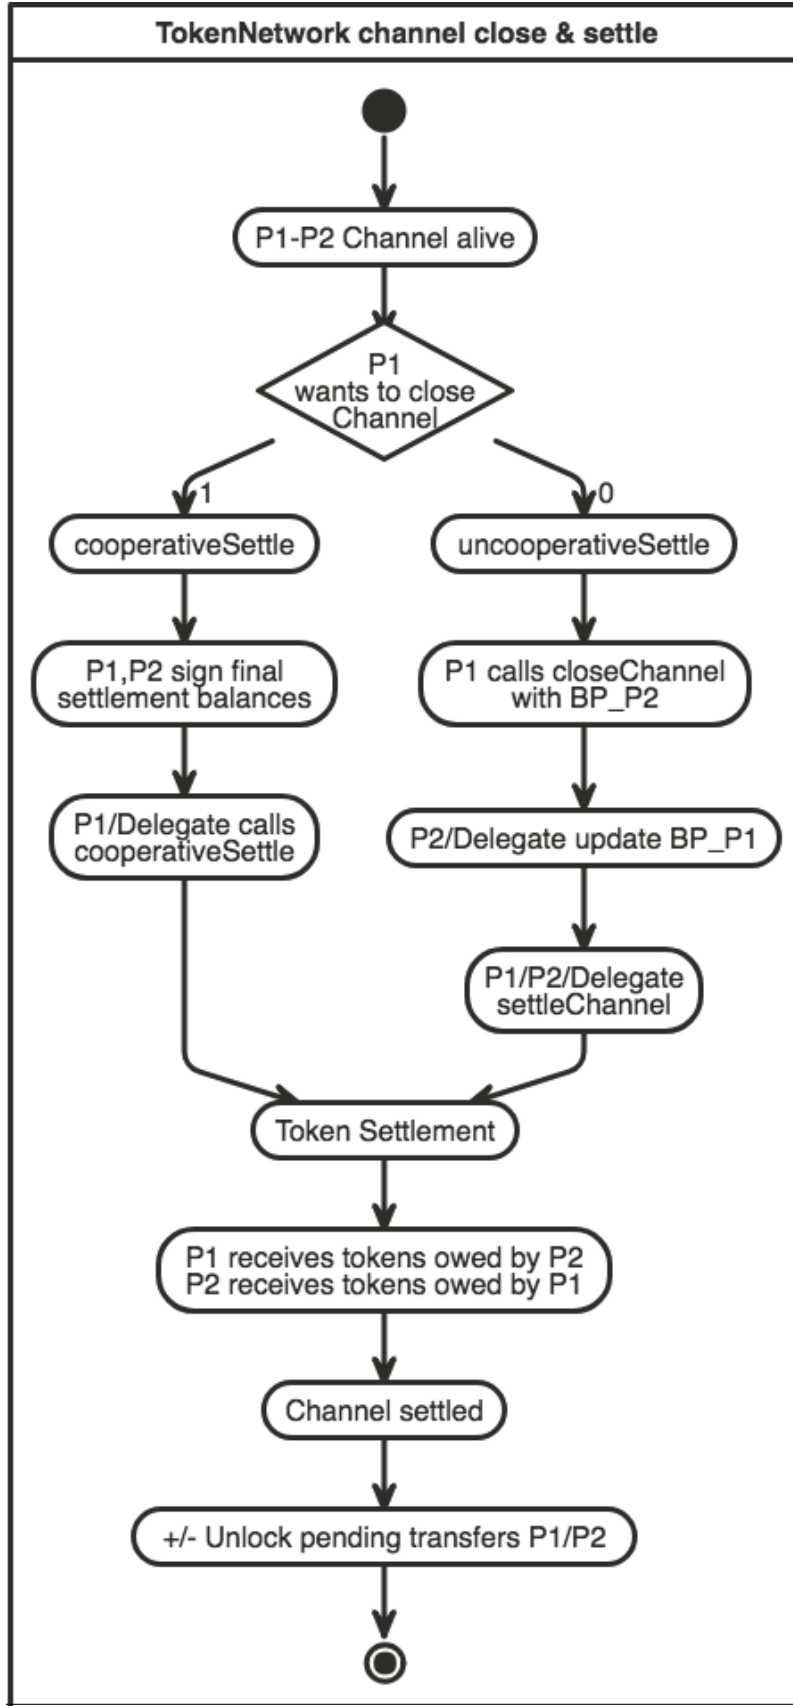 TokenNetwork channel close & settle
P1-P2 Channel alive
P1
wants to close
Channel
1
0
cooperativeSettle
uncooperativeSettle
P1,P2 sign final
settlement balances
P1 calls closeChannel
with BP_P2
P1/Delegate calls
cooperativeSettle
P2/Delegate update BP_P1
P1/P2/Delegate
settleChannel
Token Settlement
P1 receives tokens owed by P2
P2 receives tokens owed by P1
Channel settled
+/- Unlock pending transfers P1/P2